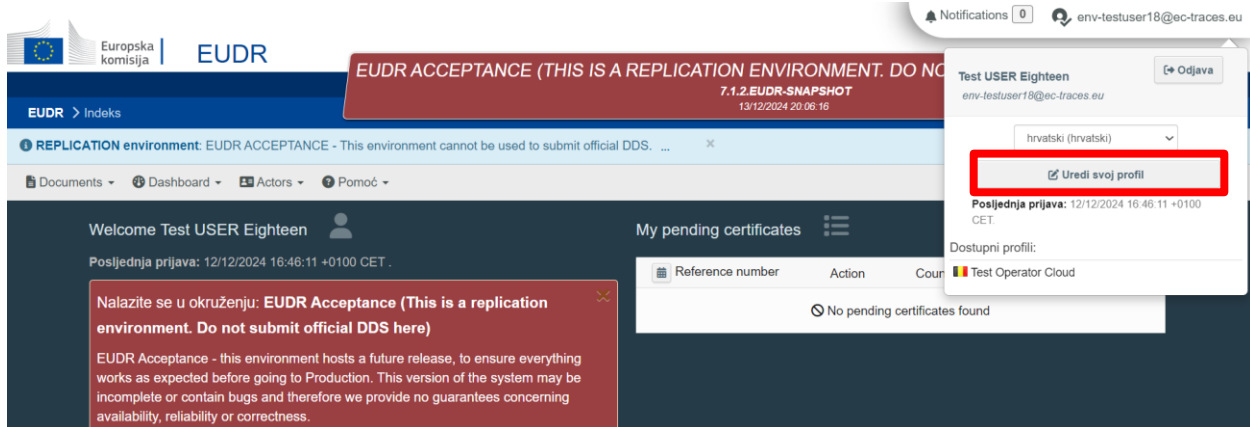 Notifications 0 env-testuser18@ec-traces.eu
Europska
komisija
EUDR
EUDR ACCEPTANCE (THIS IS A REPLICATION ENVIRONMENT. DO NO
7.1.2.EUDR-SNAPSHOT
13/12/2024 20:06:16
EUDR > Indeks
Test USER Eighteen
Odjava
env-testuser18@ec-traces.eu
hrvatski (hrvatski)
Uredi svoj profil
Posljednja prijava: 12/12/2024 16:46:11 +0100
CET.
Dostupni profili:
Test Operator Cloud
REPLICATION environment: EUDR ACCEPTANCE - This environment cannot be used to submit official DDS. ... ×
Documents Dashboard Actors Pomoć
Welcome Test USER Eighteen
Posljednja prijava: 12/12/2024 16:46:11 +0100 CET .
Nalazite se u okruženju: EUDR Acceptance (This is a replication
environment. Do not submit official DDS here)
EUDR Acceptance - this environment hosts a future release, to ensure everything
works as expected before going to Production. This version of the system may be
incomplete or contain bugs and therefore we provide no guarantees concerning
availability, reliability or correctness.
My pending certificates
Reference number Action Coun
No pending certificates found